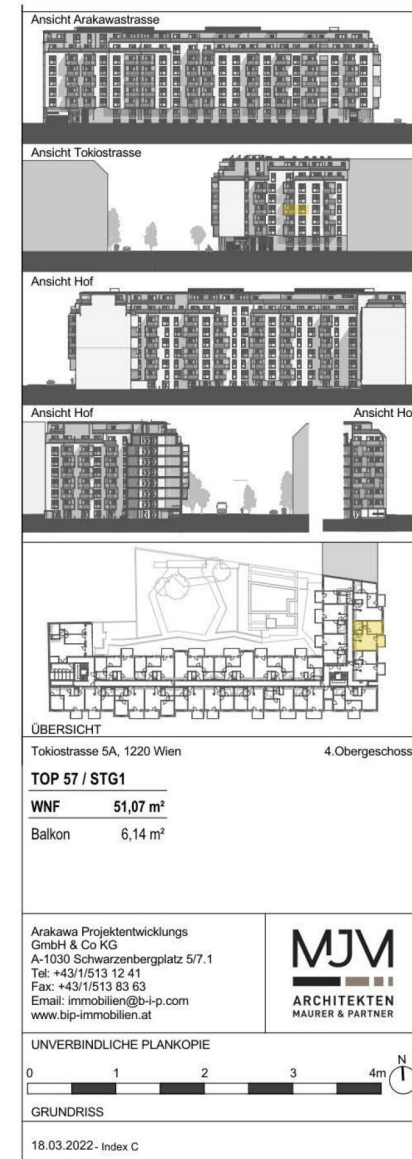 Ansicht Arakawastrasse
Ansicht Tokiostrasse
Ansicht Hof
Ansicht Hof
Ansicht Ho
ÜBERSICHT
Tokiostrasse 5A, 1220 Wien
4.Obergeschoss
TOP 57 / STG1
WNF 51,07 m²
Balkon 6,14 m²
Arakawa Projektentwicklungs
GmbH & Co KG
A-1030 Schwarzenbergplatz 5/7.1
Tel: +43/1/513 12 41
Fax: +43/1/513 83 63
Email: immobilien@b-i-p.com
www.bip-immobilien.at
MJM
ARCHITEKTEN
MAURER & PARTNER
UNVERBINDLICHE PLANKOPIE
0 1 2 3 4m
N
GRUNDRISS
18.03.2022- Index C